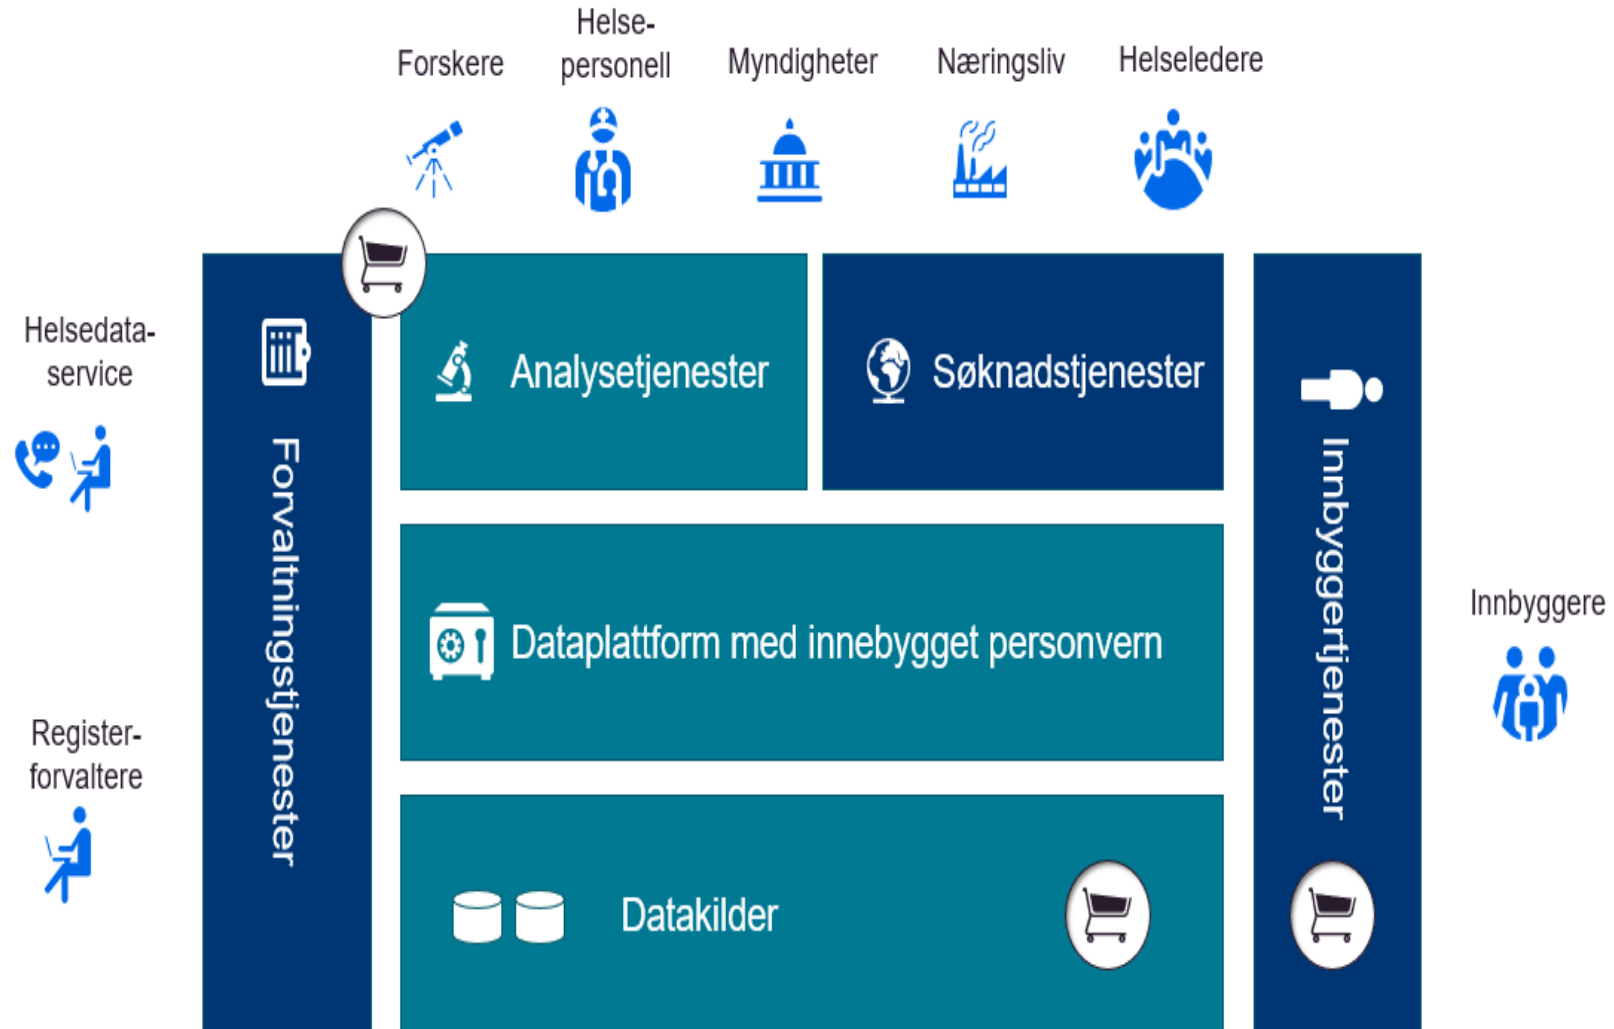 Helse-
personell
Forskere
Myndigheter
Næringsliv
Helseledere
Helsedata-
service
Analysetjenester
Søknadstjenester
Forvaltningstjenester
Innbyggertjenester
Dataplattform med innebygget personvern
Innbyggere
Register-
forvaltere
Datakilder